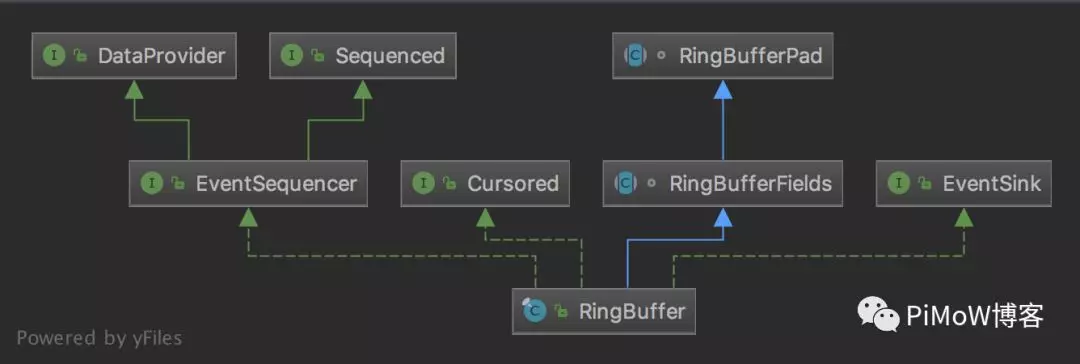 I DataProvider
I Sequenced
C RingBufferPad
I EventSequencer
I Cursored
C RingBufferFields
I EventSink
C RingBuffer
PiMoW博客
Powered by yFiles